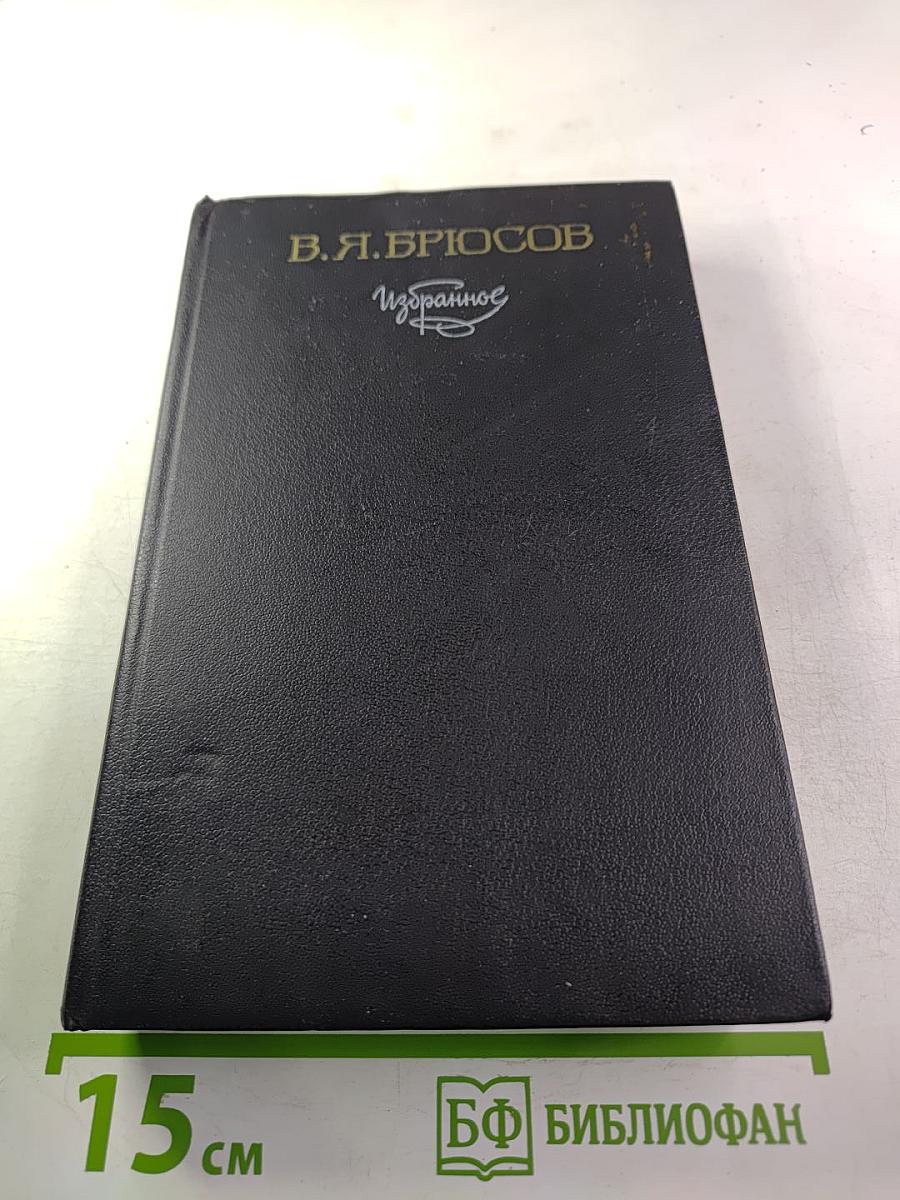 В.Я.БРЮСОВ
Избранное
15 см
БФ БИБЛИОФАН